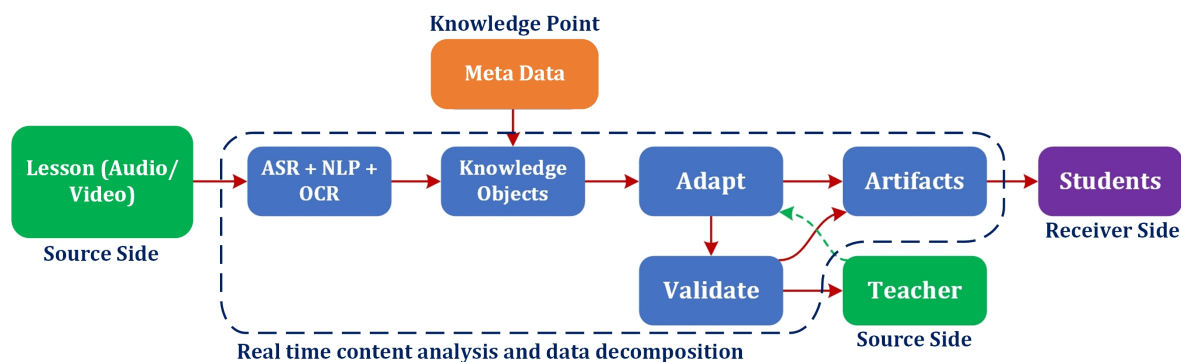 Knowledge Point
Meta Data
Lesson (Audio/
Video)
Source Side
ASR + NLP +
OCR
Knowledge
Objects
Adapt
Artifacts
Students
Receiver Side
Validate
Teacher
Source Side
Real time content analysis and data decomposition